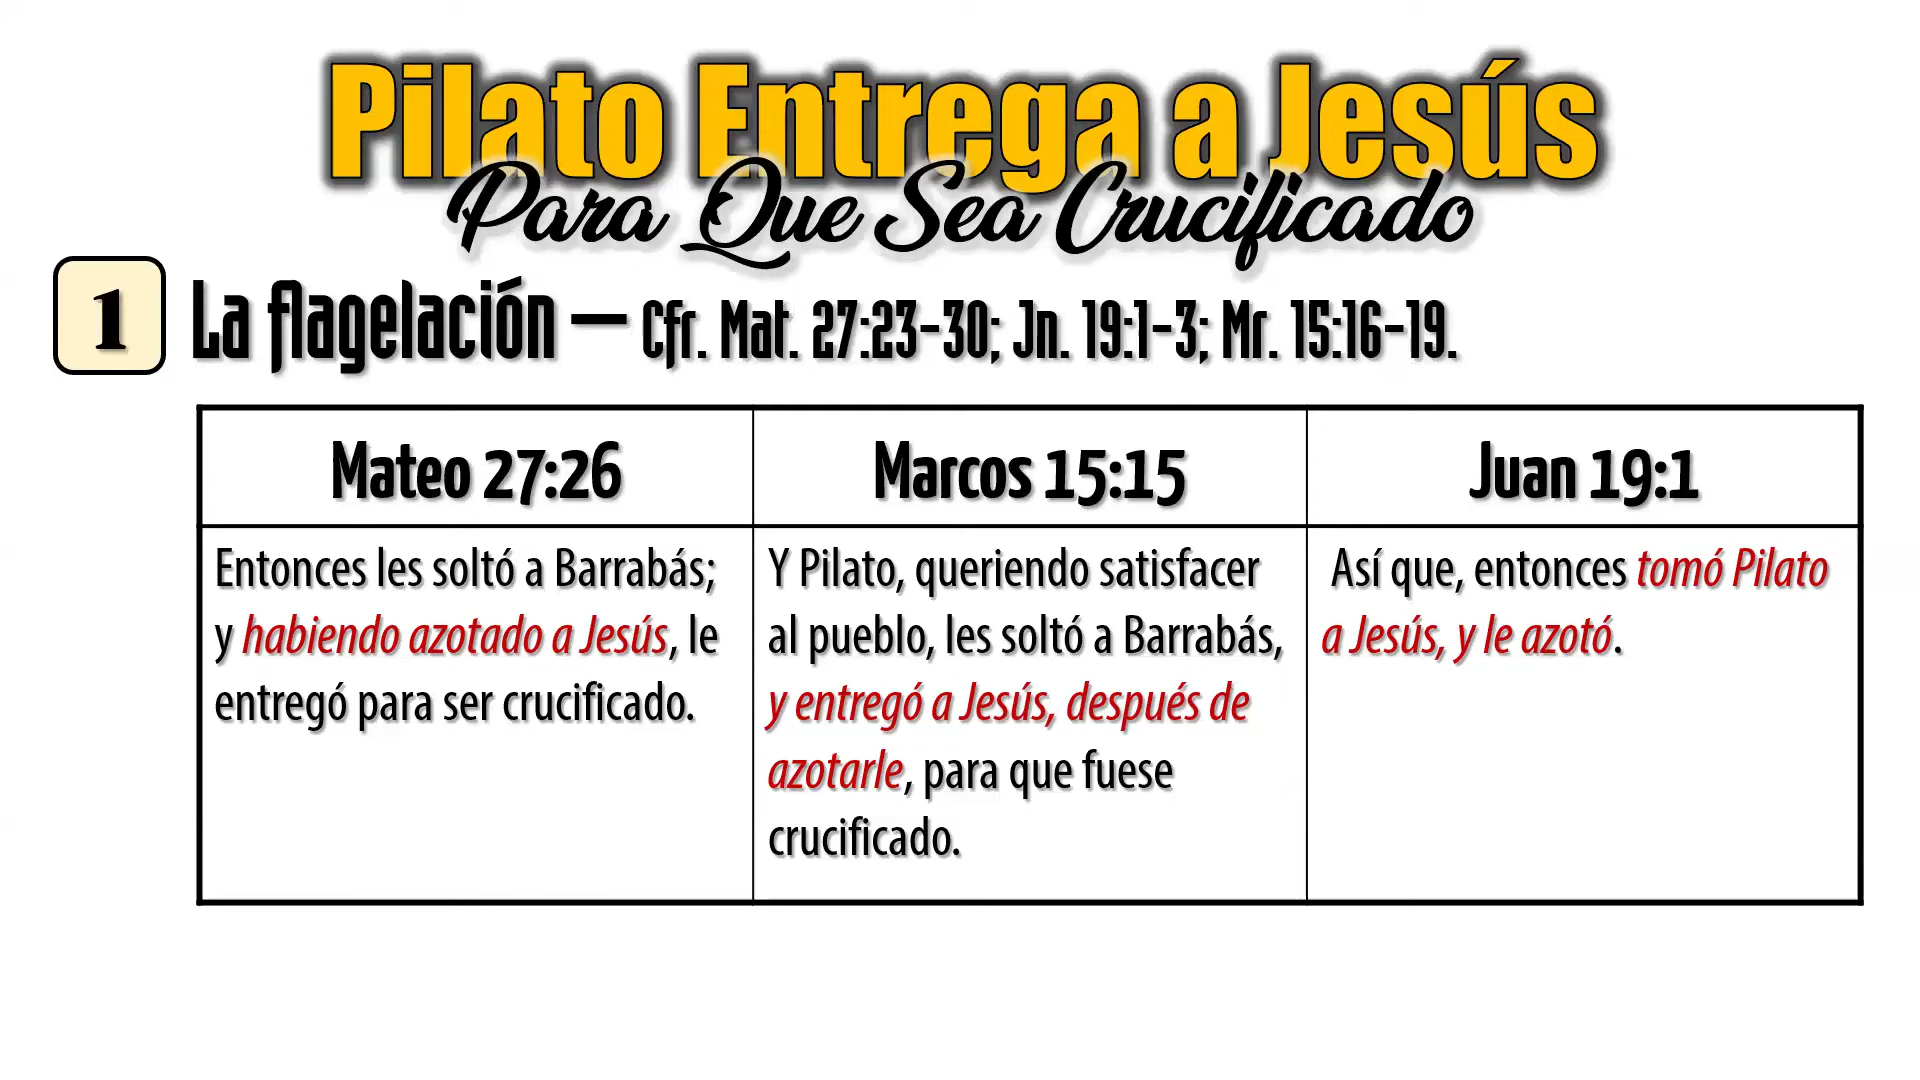 Pilato Entrega a Jesús
Para Que Sea Crucificado
1
La flagelación — Cfr. Mat. 27:23-30; Jn. 19:1-3; Mr. 15:16-19.
Mateo 27:26
Entonces les soltó a Barrabás;
y habiendo azotado a Jesús, le
entregó para ser crucificado.
Marcos 15:15
Y Pilato, queriendo satisfacer
al pueblo, les soltó a Barrabás,
y entregó a Jesús, después de
azotarle, para que fuese
crucificado.
Juan 19:1
Así que, entonces tomó Pilato
a Jesús, y le azotó.